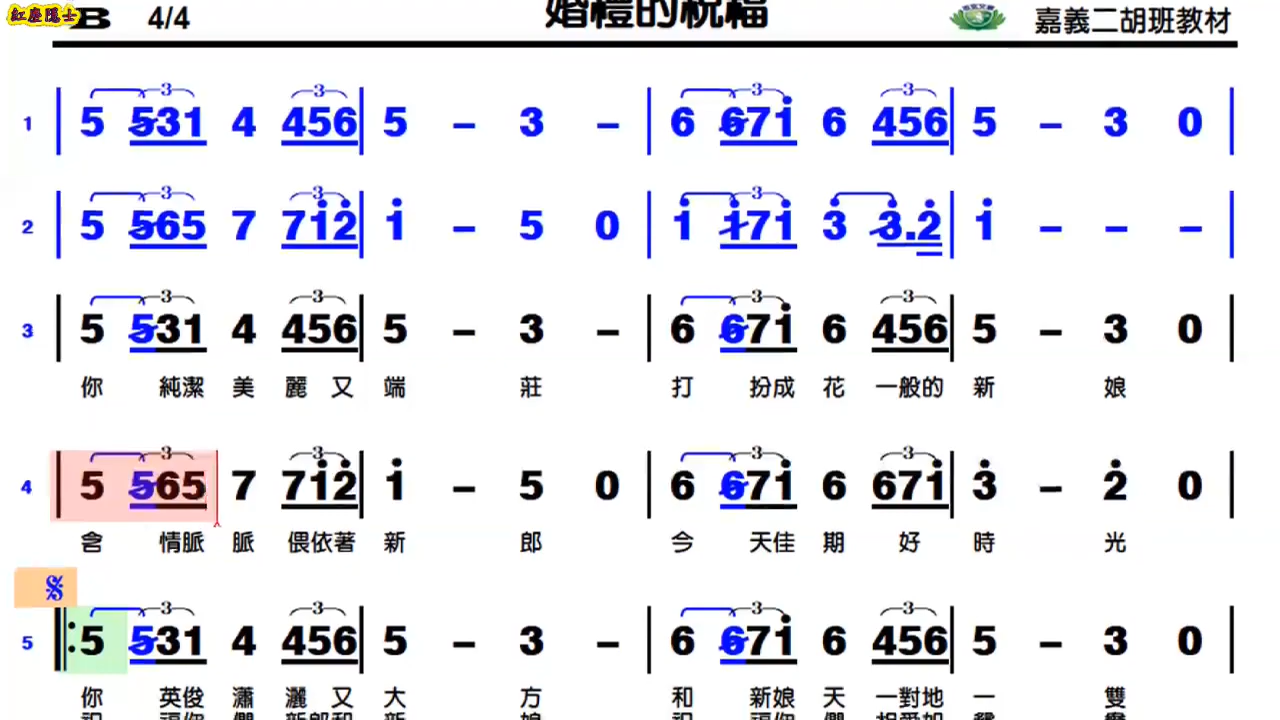 紅塵隱士
B 4/4 婚禮的祝福 嘉義二胡班教材
1 5 531 4 456 | 5 – 3 – | 6 671 6 456 | 5 – 3 0
2 5 565 7 712 | 1 – 5 0 | 1 171 3 3.2 | 1 – – –
3 5 531 4 456 | 5 – 3 – | 6 671 6 456 | 5 – 3 0
你 純潔 美 麗 又 端 莊 打 扮成 花 一般的 新 娘
4 5 565 7 712 | 1 – 5 0 | 6 671 6 671 | 3 – 2 0
含 情脈 脈 偎依著 新 郎 今 天佳 期 好 時 光
5 5 531 4 456 | 5 – 3 – | 6 671 6 456 | 5 – 3 0
你 英俊 瀟 灑 又 大 方 和 新娘 天 一對地 一 雙